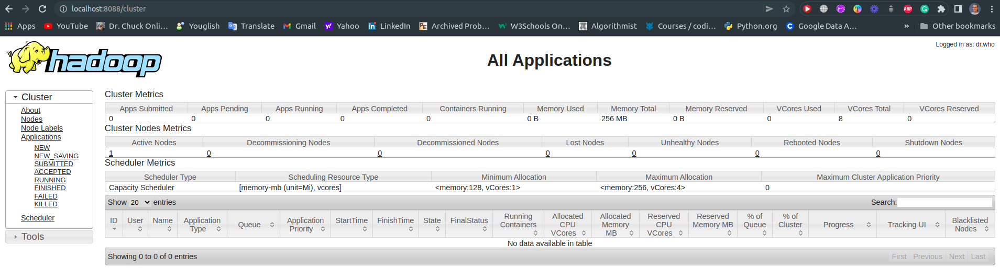 localhost:8088/cluster
ABP
Apps YouTube Dr. Chuck Onli... Youglish Translate Gmail Yahoo LinkedIn Archived Prob... W3Schools On... Algorithmist Courses / codi... Python.org Google Data A... » Other bookmarks
Logged in as: dr.who
hadoop
All Applications
Cluster
About
Nodes
Node Labels
Applications
NEW
NEW_SAVING
SUBMITTED
ACCEPTED
RUNNING
FINISHED
FAILED
KILLED
Scheduler
Tools
Cluster Metrics
Apps Submitted Apps Pending Apps Running Apps Completed Containers Running Memory Used Memory Total Memory Reserved VCores Used VCores Total VCores Reserved
0 0 0 0 0 0 B 256 MB 0 B 0 8 0
Cluster Nodes Metrics
Active Nodes Decommissioning Nodes Decommissioned Nodes Lost Nodes Unhealthy Nodes Rebooted Nodes Shutdown Nodes
1 0 0 0 0 0 0
Scheduler Metrics
Scheduler Type Scheduling Resource Type Minimum Allocation Maximum Allocation Maximum Cluster Application Priority
Capacity Scheduler [memory-mb (unit=Mi), vcores] <memory:128, vCores:1> <memory:256, vCores:4> 0
Show 20 entries Search:
ID User Name Application Type Queue Application Priority StartTime FinishTime State FinalStatus Running Containers Allocated CPU VCores Allocated Memory MB Reserved CPU VCores Reserved Memory MB % of Queue % of Cluster Progress Tracking UI Blacklisted Nodes
No data available in table
Showing 0 to 0 of 0 entries First Previous Next Last